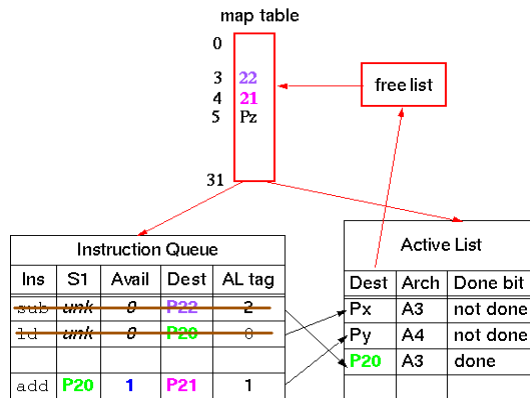 map table
0
3 22
4 21
5 Pz
free list
31
Instruction Queue
Ins S1 Avail Dest AL tag
sub unk 0 P22 2
ld unk 0 P20 0
add P20 1 P21 1
Active List
Dest Arch Done bit
Px A3 not done
Py A4 not done
P20 A3 done